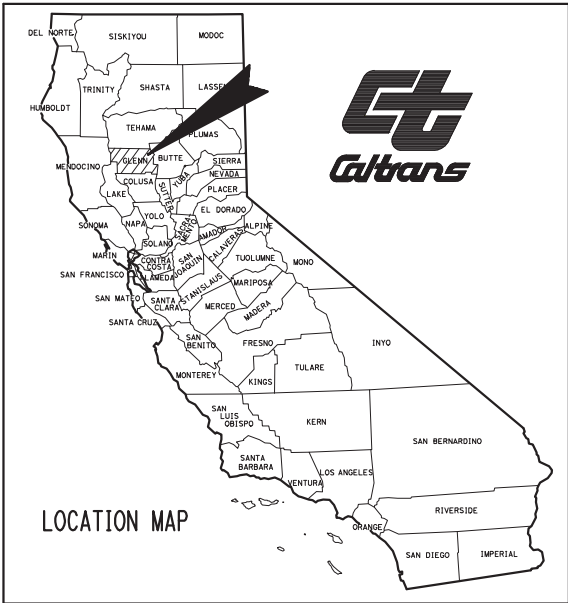 DEL NORTE
SISKIYOU
MODOC
TRINITY
SHASTA
LASSEN
HUMBOLDT
TEHAMA
PLUMAS
MENDOCINO
GLENN
BUTTE
SIERRA
COLUSA
SUTTER
YUBA
NEVADA
PLACER
LAKE
EL DORADO
SONOMA
NAPA
YOLO
SACRA
MENTO
AMADOR
ALPINE
SOLANO
CALAVERAS
MARIN
CONTRA
COSTA
SAN
JOAQUIN
TUOLUMNE
MONO
SAN FRANCISCO
ALAMEDA
STANISLAUS
MARIPOSA
SAN MATEO
SANTA
CLARA
MERCED
MADERA
SANTA CRUZ
SAN
BENITO
FRESNO
INYO
MONTEREY
KINGS
TULARE
SAN
LUIS
OBISPO
KERN
SAN BERNARDINO
SANTA
BARBARA
VENTURA
LOS ANGELES
ORANGE
RIVERSIDE
SAN DIEGO
IMPERIAL
ct
Caltrans
LOCATION MAP